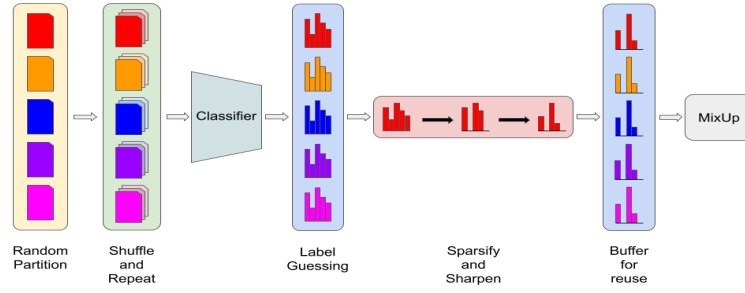 Classifier
MixUp
Random
Partition
Shuffle
and
Repeat
Label
Guessing
Sparsify
and
Sharpen
Buffer
for
reuse